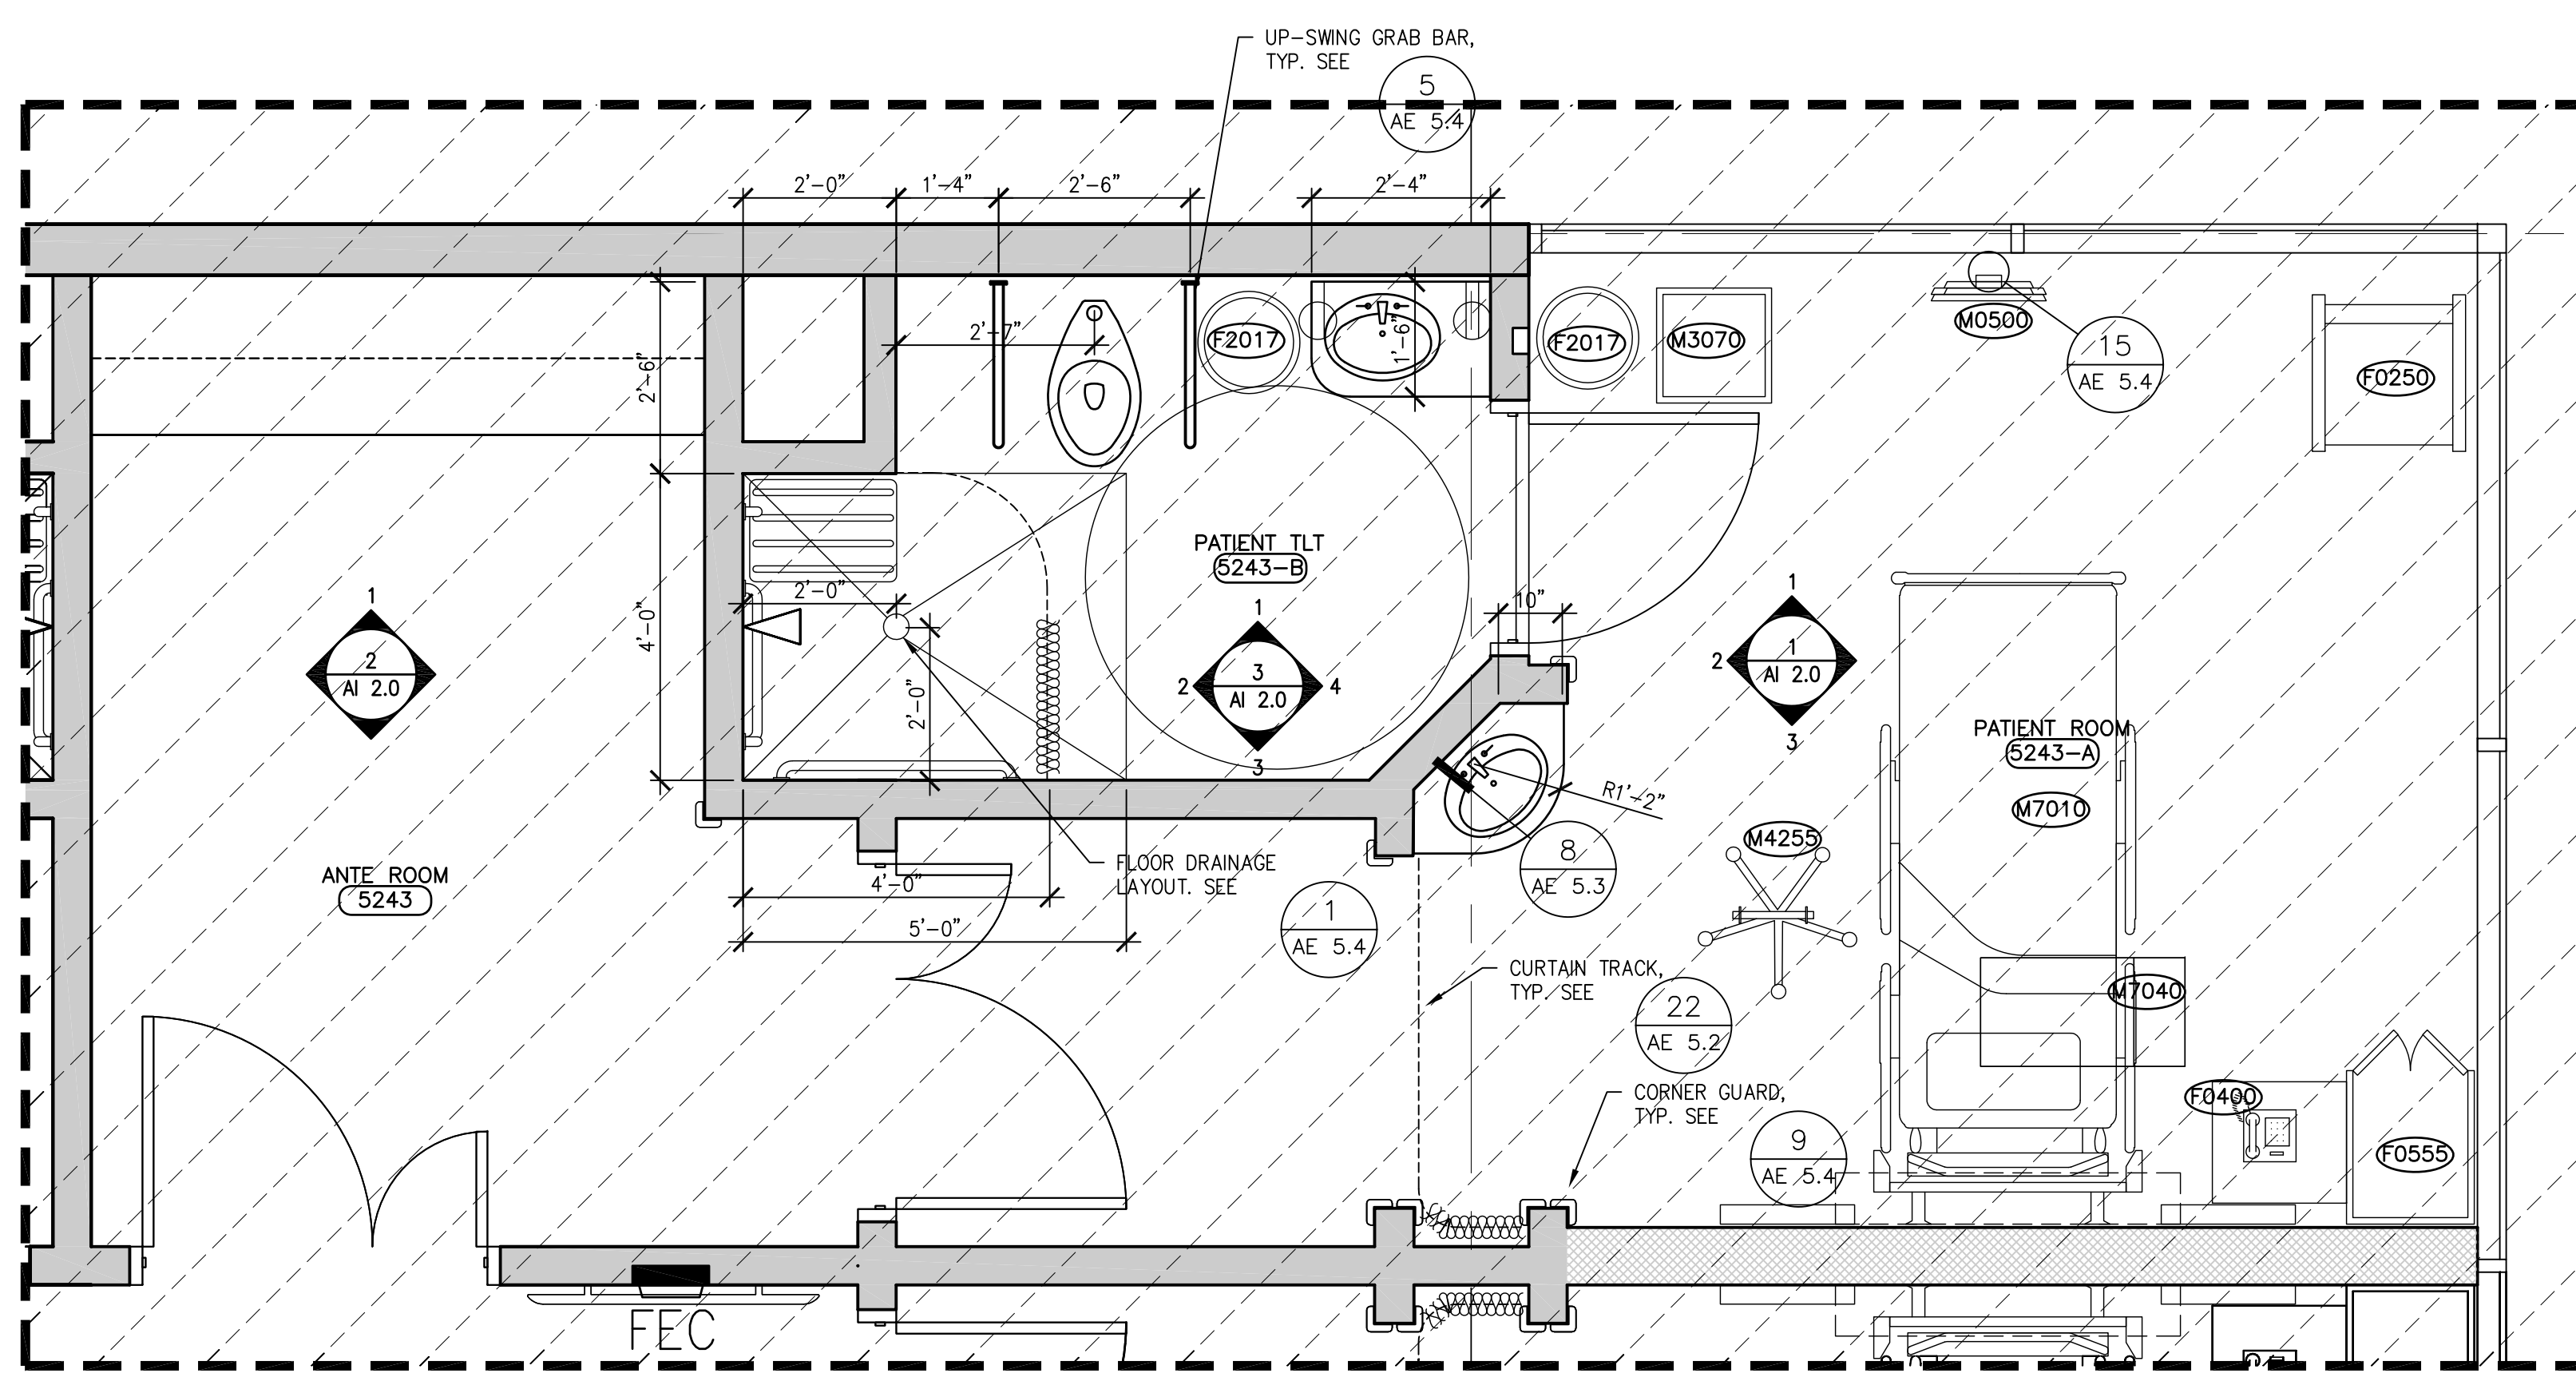 UP-SWING GRAB BAR,
TYP. SEE
5
AE 5.4
2'-0"
1'-4"
2'-6"
2'-4"
2'-7"
F2017
1'-6"
F2017
M3070
M0500
15
AE 5.4
F0250
2'-6"
PATIENT TLT
5243-B
2'-0"
10"
4'-0"
2'-0"
1
2
AI 2.0
1
2
3
AI 2.0
4
3
1
2
1
AI 2.0
3
PATIENT ROOM
5243-A
M7010
R1'-2"
M4255
8
AE 5.3
ANTE ROOM
5243
FLOOR DRAINAGE
LAYOUT. SEE
4'-0"
1
AE 5.4
5'-0"
CURTAIN TRACK,
TYP. SEE
22
AE 5.2
M7040
CORNER GUARD,
TYP. SEE
F0400
9
AE 5.4
F0555
FEC